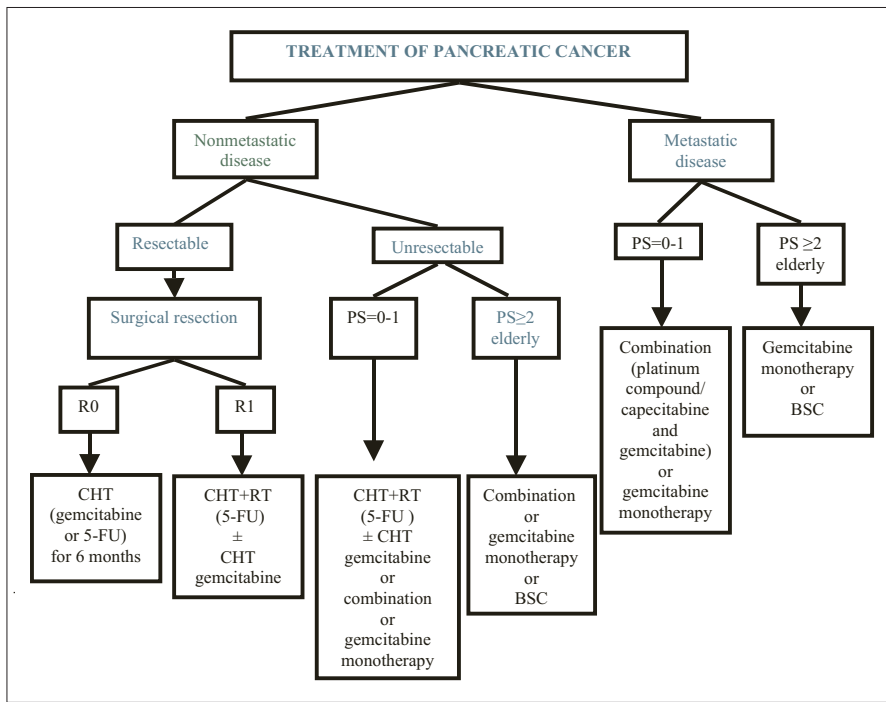 TREATMENT OF PANCREATIC CANCER
Nonmetastatic
disease
Metastatic
disease
Resectable
Unresectable
PS=0-1
PS ≥2
elderly
Surgical resection
PS=0-1
PS≥2
elderly
R0
R1
CHT
(gemcitabine
or 5-FU)
for 6 months
CHT+RT
(5-FU)
±
CHT
gemcitabine
CHT+RT
(5-FU )
± CHT
gemcitabine
or
combination
or
gemcitabine
monotherapy
Combination
or
gemcitabine
monotherapy
or
BSC
Combination
(platinum
compound/
capecitabine
and
gemcitabine)
or
gemcitabine
monotherapy
Gemcitabine
monotherapy
or
BSC